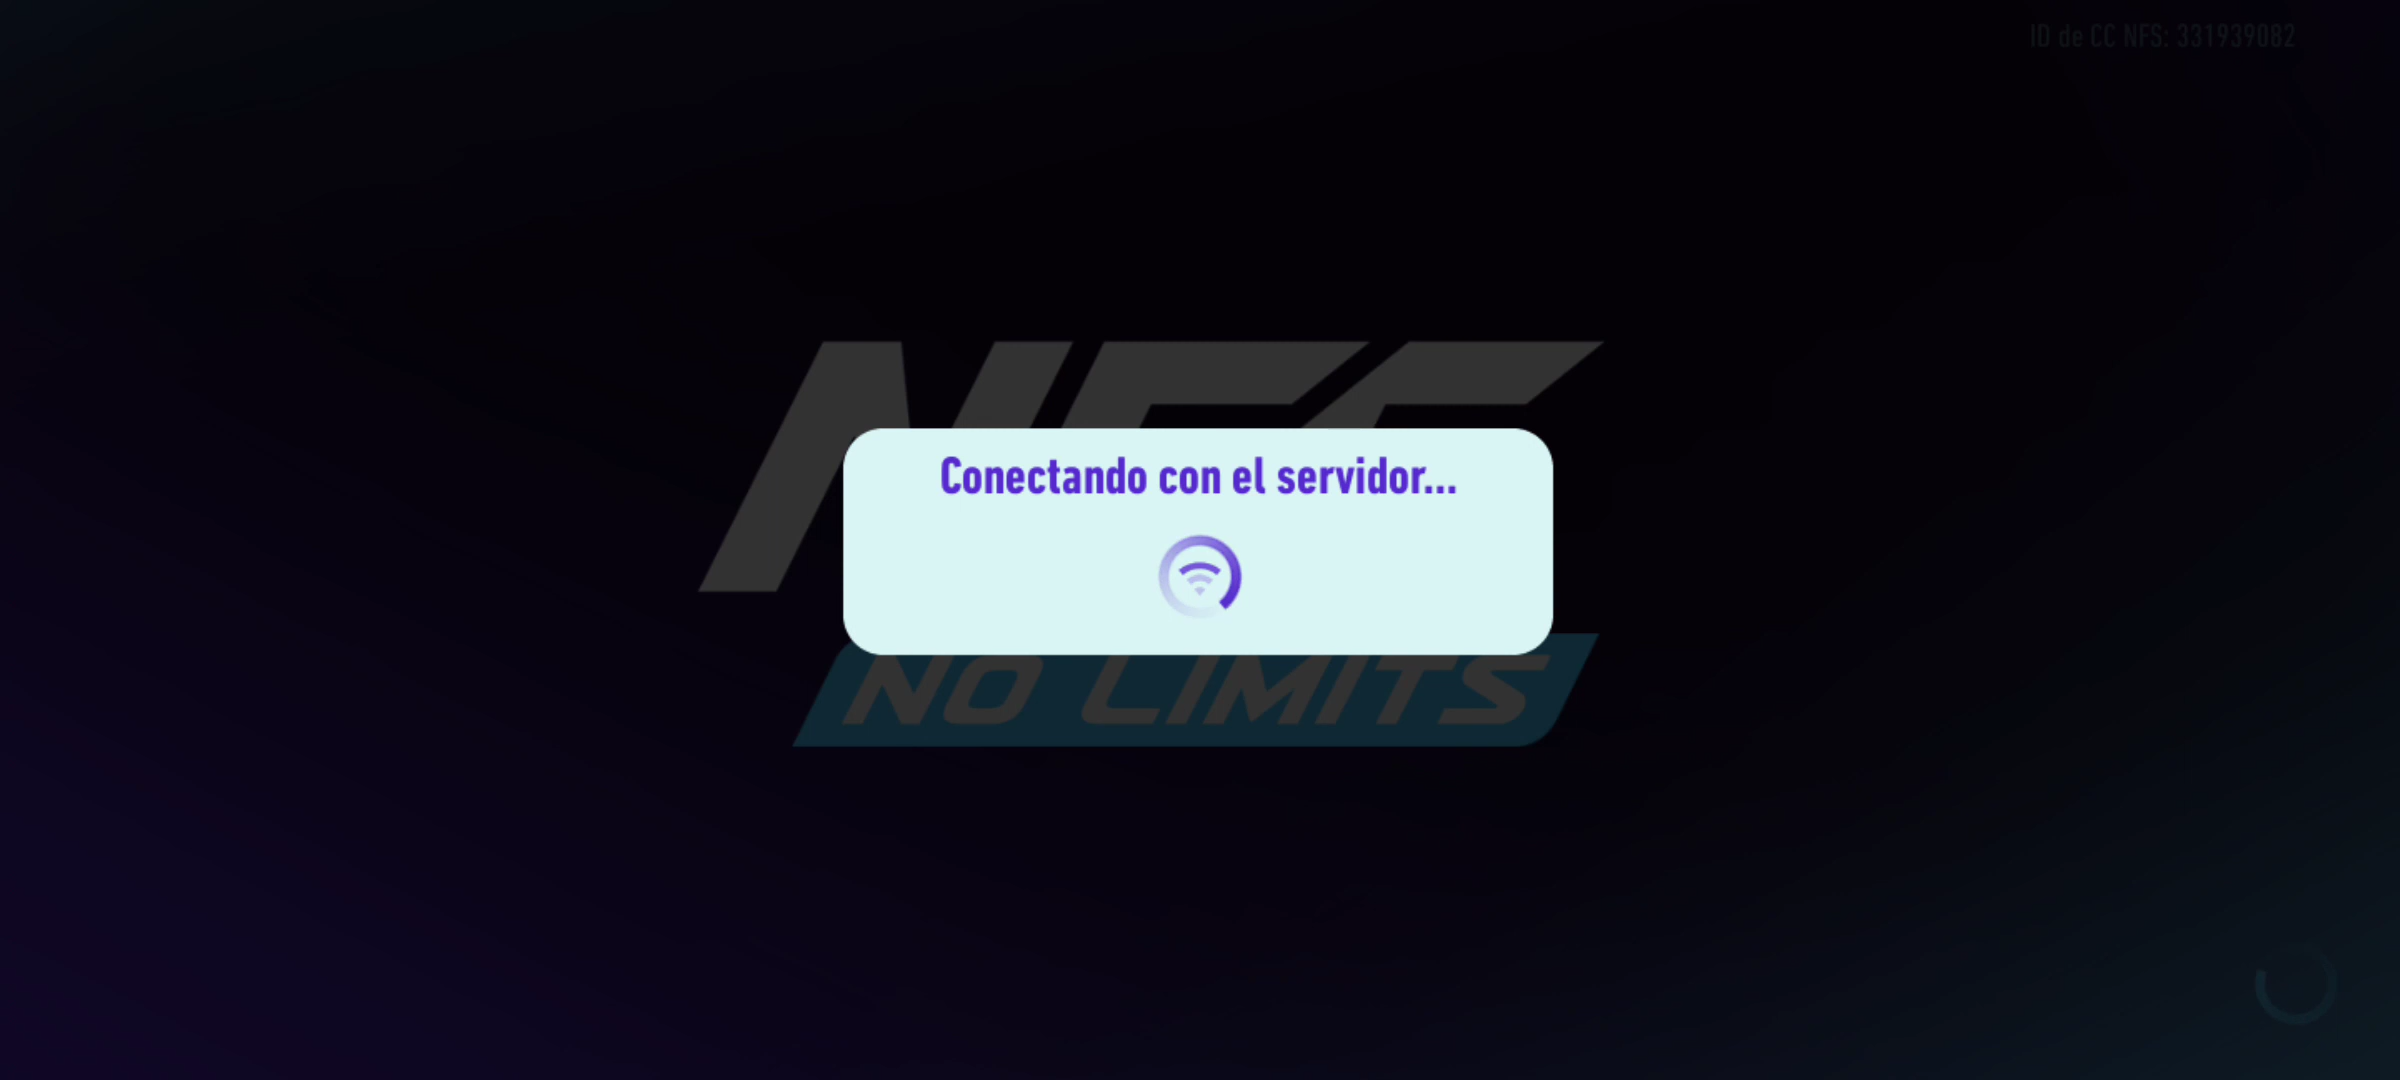 ID de CC NFS: 331939082
NFS
Conectando con el servidor...
NO LIMITS